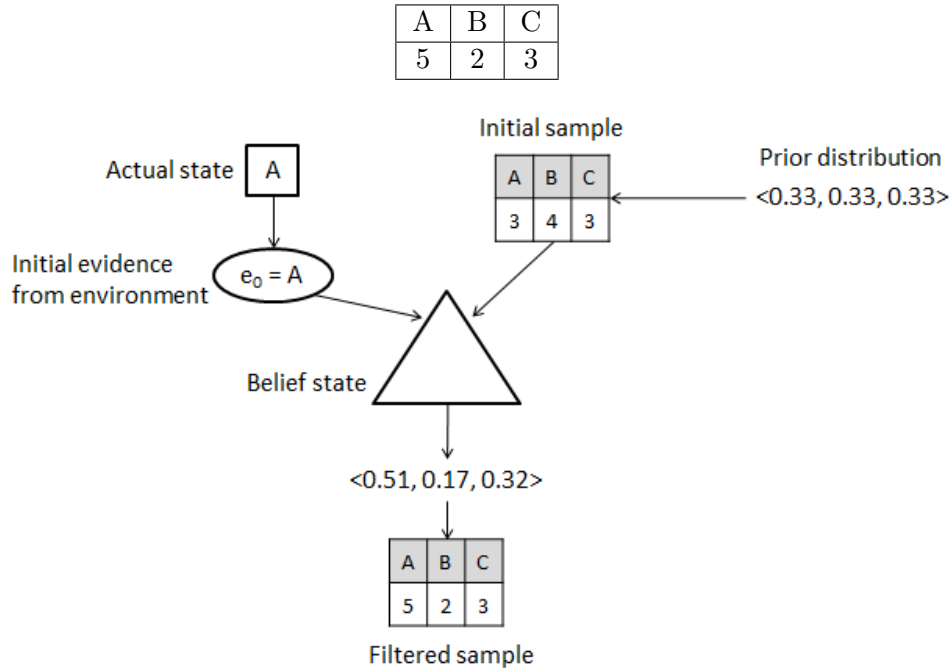 A B C
5 2 3
Initial sample
Actual state
A
A B C
3 4 3
Prior distribution
<0.33, 0.33, 0.33>
Initial evidence
from environment
e₀ = A
Belief state
<0.51, 0.17, 0.32>
A B C
5 2 3
Filtered sample